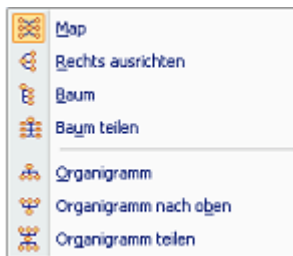 Map
Rechts ausrichten
Baum
Baum teilen
Organigramm
Organigramm nach oben
Organigramm teilen